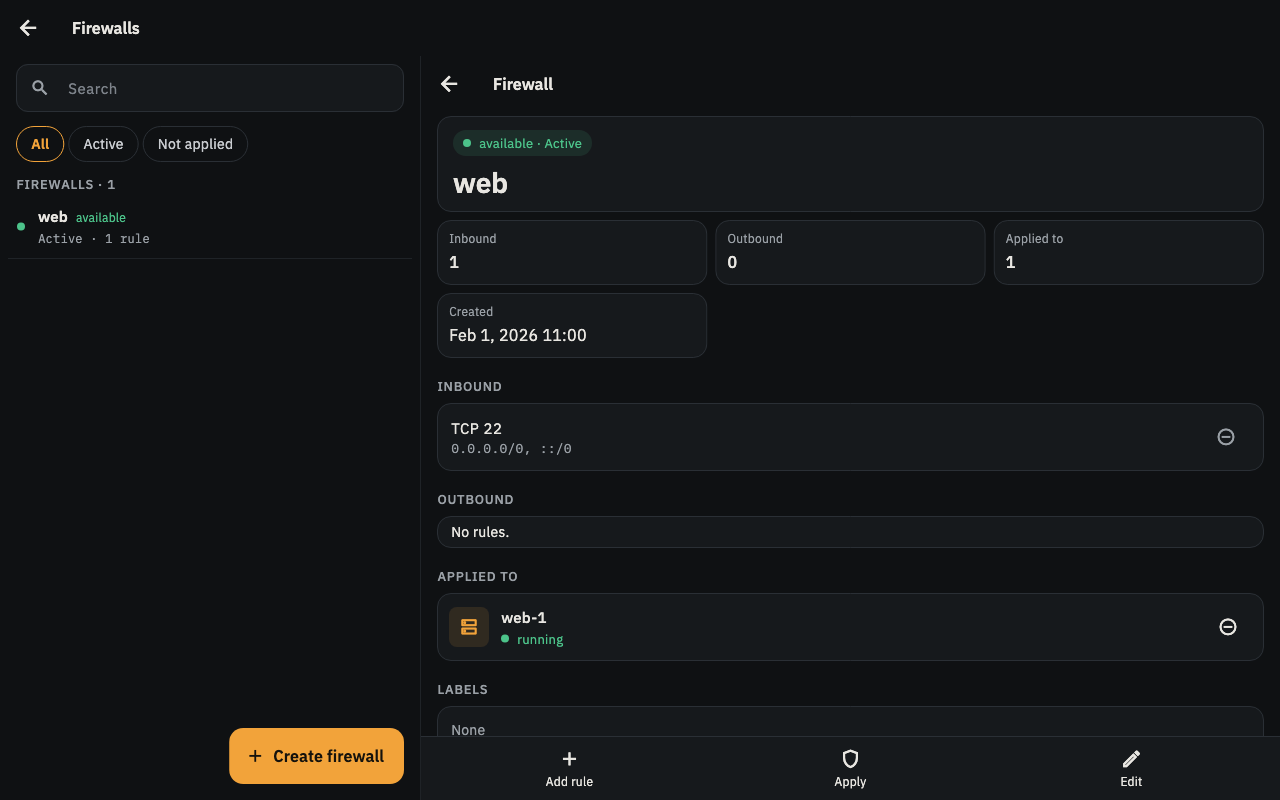 Firewalls
Search
All
Active
Not applied
FIREWALLS · 1
web available
Active · 1 rule
Create firewall
Firewall
available · Active
web
Inbound
1
Outbound
0
Applied to
1
Created
Feb 1, 2026 11:00
INBOUND
TCP 22
0.0.0.0/0, ::/0
OUTBOUND
No rules.
APPLIED TO
web-1
running
LABELS
None
Add rule
Apply
Edit